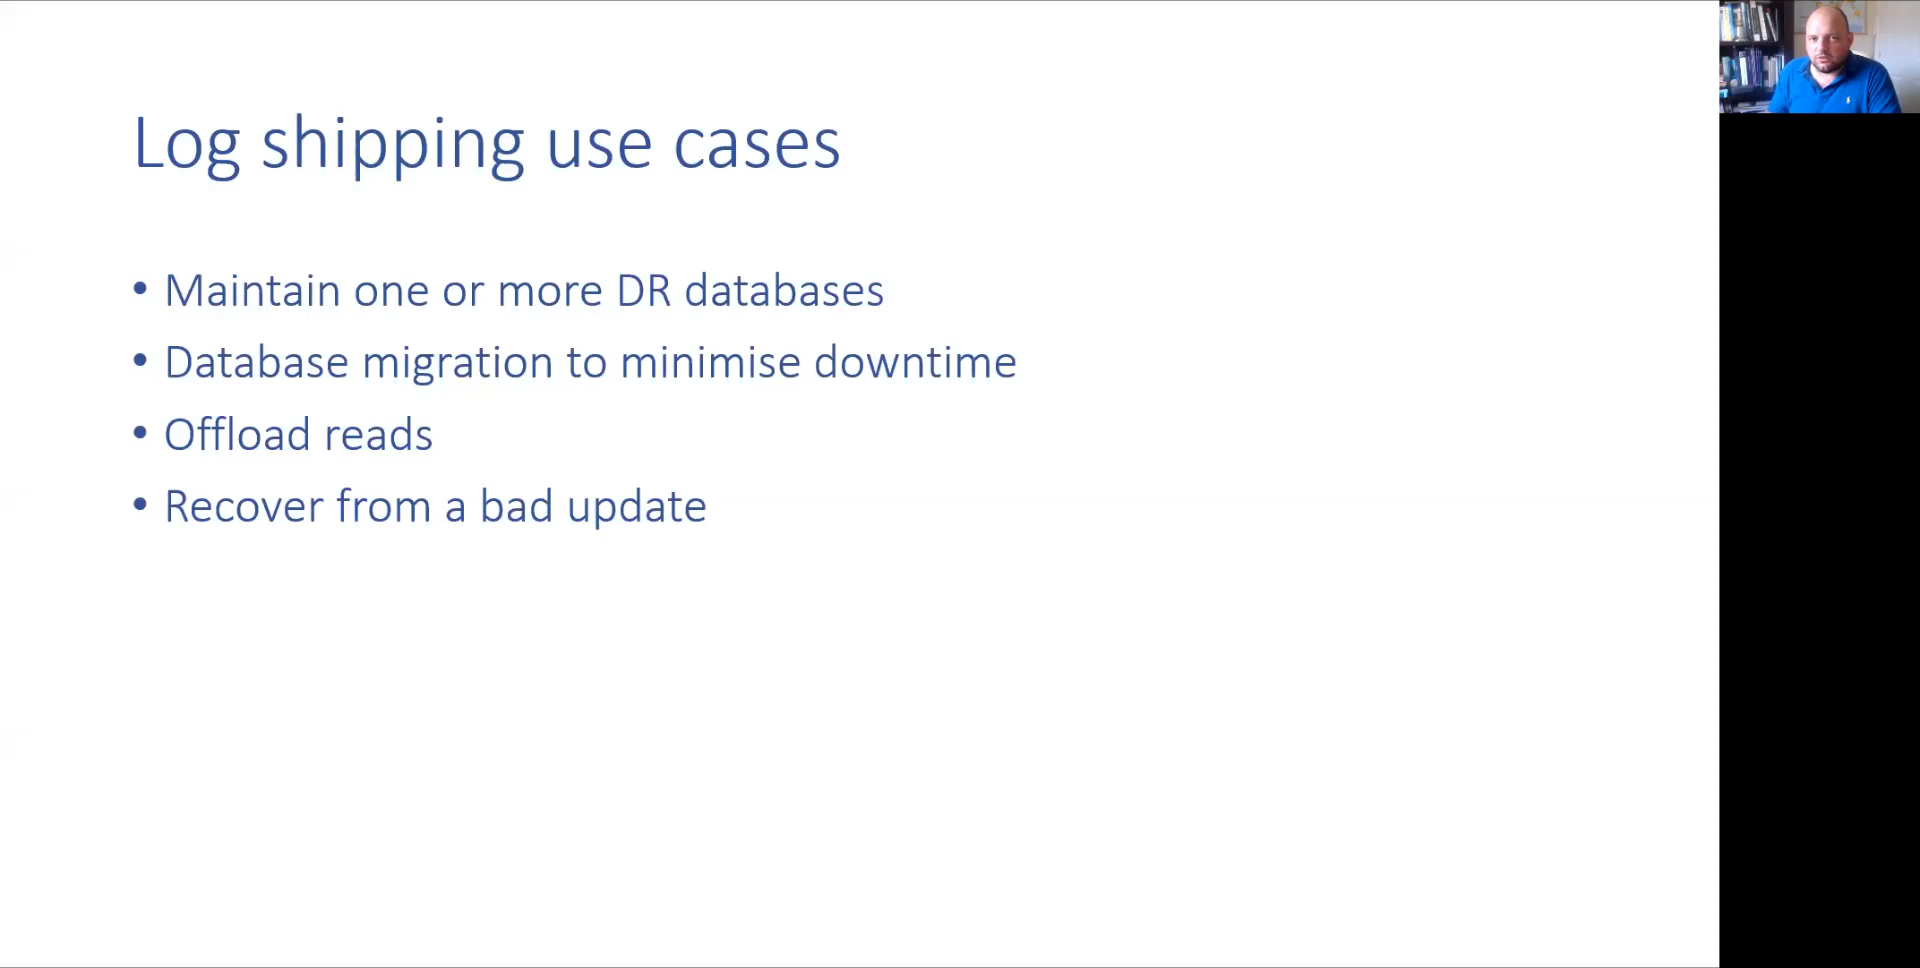 Log shipping use cases
• Maintain one or more DR databases
• Database migration to minimise downtime
• Offload reads
• Recover from a bad update